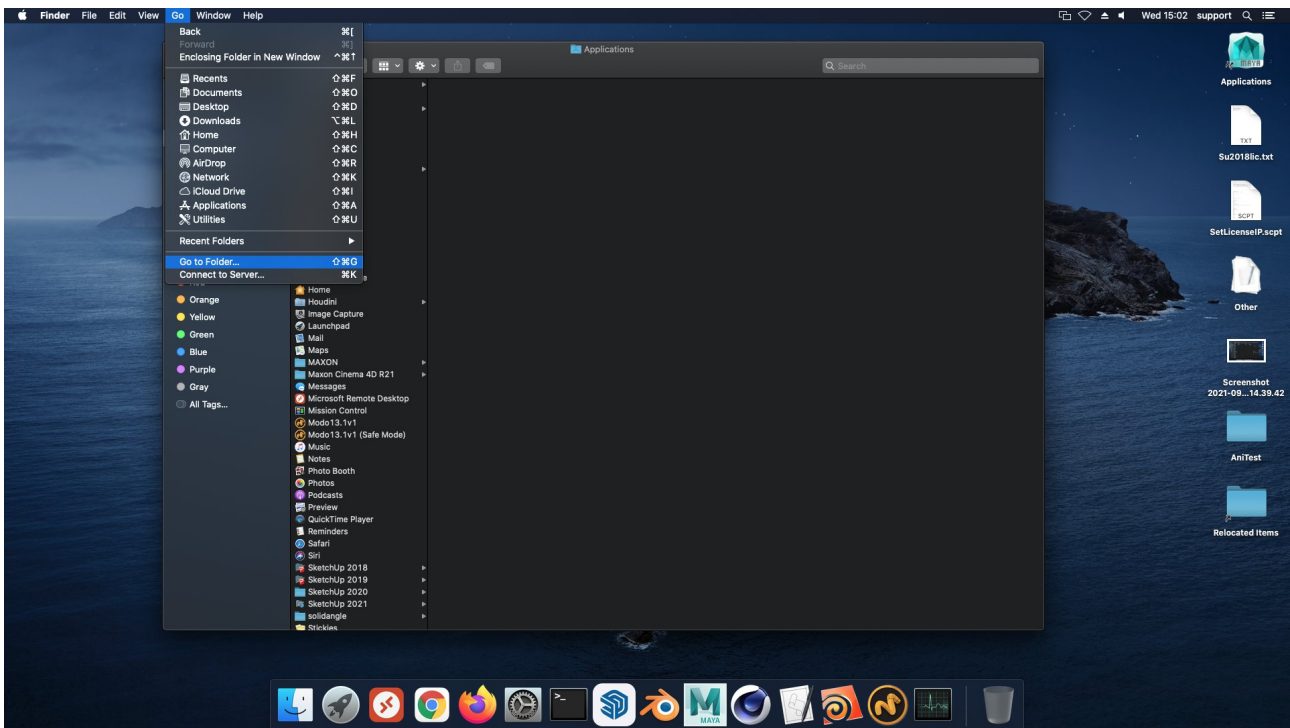 Finder File Edit View Go Window Help
Wed 15:02 support
Back ⌘[
Forward ⌘]
Enclosing Folder in New Window ^⌘↑
Recents ⇧⌘F
Documents ⇧⌘O
Desktop ⇧⌘D
Downloads ⌥⌘L
Home ⇧⌘H
Computer ⇧⌘C
AirDrop ⇧⌘R
Network ⇧⌘K
iCloud Drive ⇧⌘I
Applications ⇧⌘A
Utilities ⇧⌘U
Recent Folders
Go to Folder... ⇧⌘G
Connect to Server... ⌘K
Applications
Search
Orange
Yellow
Green
Blue
Purple
Gray
All Tags...
Home
Houdini
Image Capture
Launchpad
Mail
Maps
MAXON
Maxon Cinema 4D R21
Messages
Microsoft Remote Desktop
Mission Control
Modo13.1v1
Modo13.1v1 (Safe Mode)
Music
Notes
Photo Booth
Photos
Podcasts
Preview
QuickTime Player
Reminders
Safari
Siri
SketchUp 2018
SketchUp 2019
SketchUp 2020
SketchUp 2021
solidangle
Stickies
MAYA
Applications
TXT
Su2018lic.txt
SCPT
SetLicenseIP.scpt
Other
Screenshot
2021-09...14.39.42
AniTest
Relocated Items
MAYA